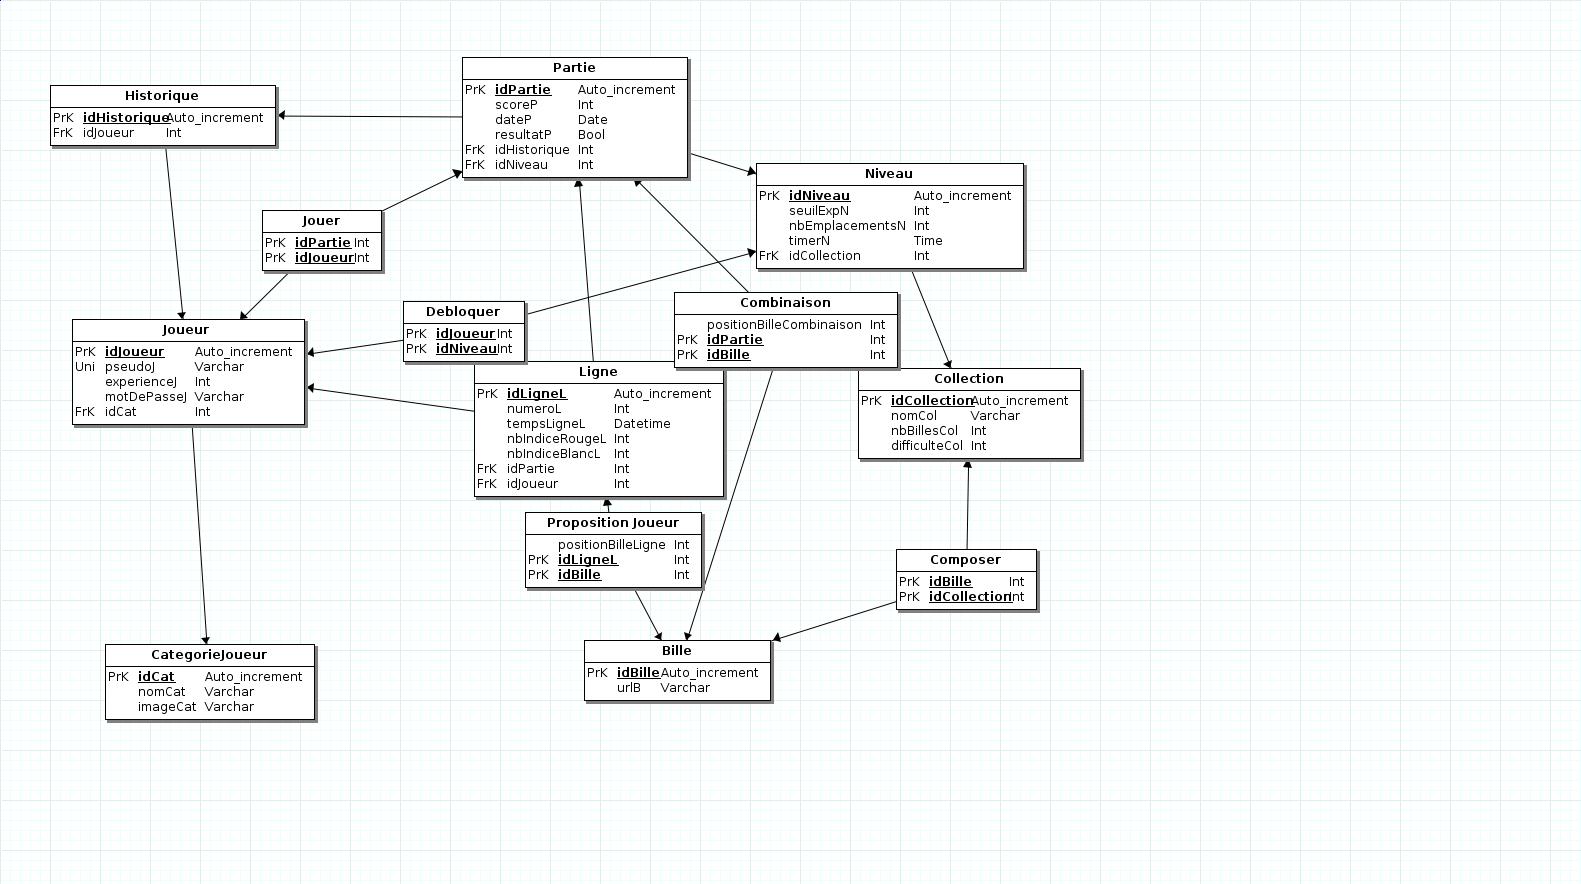 Partie
PrK idPartie Auto_increment
scoreP Int
dateP Date
resultatP Bool
FrK idHistorique Int
FrK idNiveau Int
Historique
PrK idHistorique Auto_increment
FrK idJoueur Int
Niveau
PrK idNiveau Auto_increment
seuilExpN Int
nbEmplacementsN Int
timerN Time
FrK idCollection Int
Jouer
PrK idPartie Int
PrK idJoueur Int
Debloquer
PrK idJoueur Int
PrK idNiveau Int
Combinaison
positionBilleCombinaison Int
PrK idPartie Int
PrK idBille Int
Joueur
PrK idJoueur Auto_increment
Uni pseudoJ Varchar
experienceJ Int
motDePasseJ Varchar
FrK idCat Int
Ligne
PrK idLigneL Auto_increment
numeroL Int
tempsLigneL Datetime
nbIndiceRougeL Int
nbIndiceBlancL Int
FrK idPartie Int
FrK idJoueur Int
Collection
PrK idCollection Auto_increment
nomCol Varchar
nbBillesCol Int
difficulteCol Int
Proposition Joueur
positionBilleLigne Int
PrK idLigneL Int
PrK idBille Int
Composer
PrK idBille Int
PrK idCollection Int
CategorieJoueur
PrK idCat Auto_increment
nomCat Varchar
imageCat Varchar
Bille
PrK idBille Auto_increment
urlB Varchar